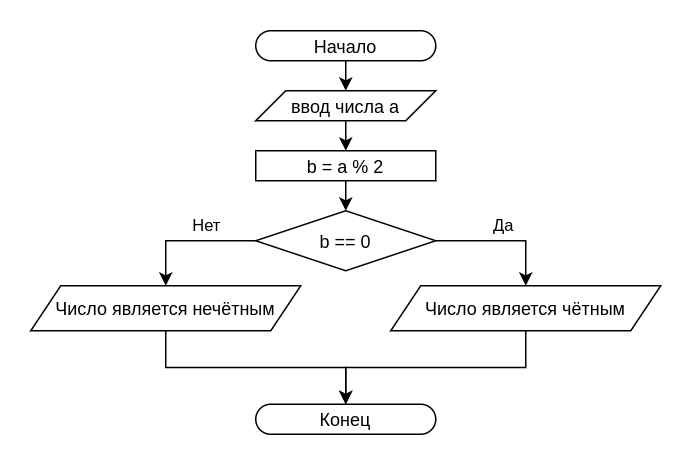 Начало
ввод числа a
b = a % 2
Нет
Да
b == 0
Число является нечётным
Число является чётным
Конец